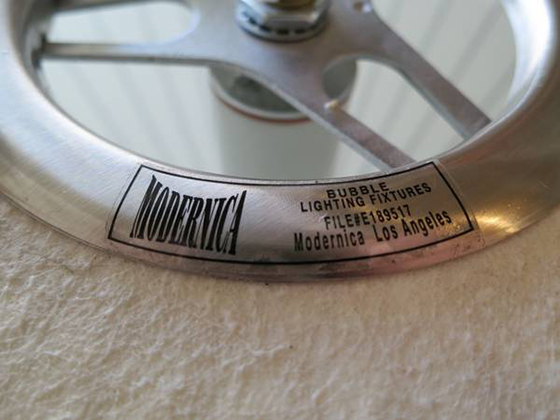 MODERNICA
BUBBLE
LIGHTING FIXTURES
FILE#E189517
Modernica Los Angeles